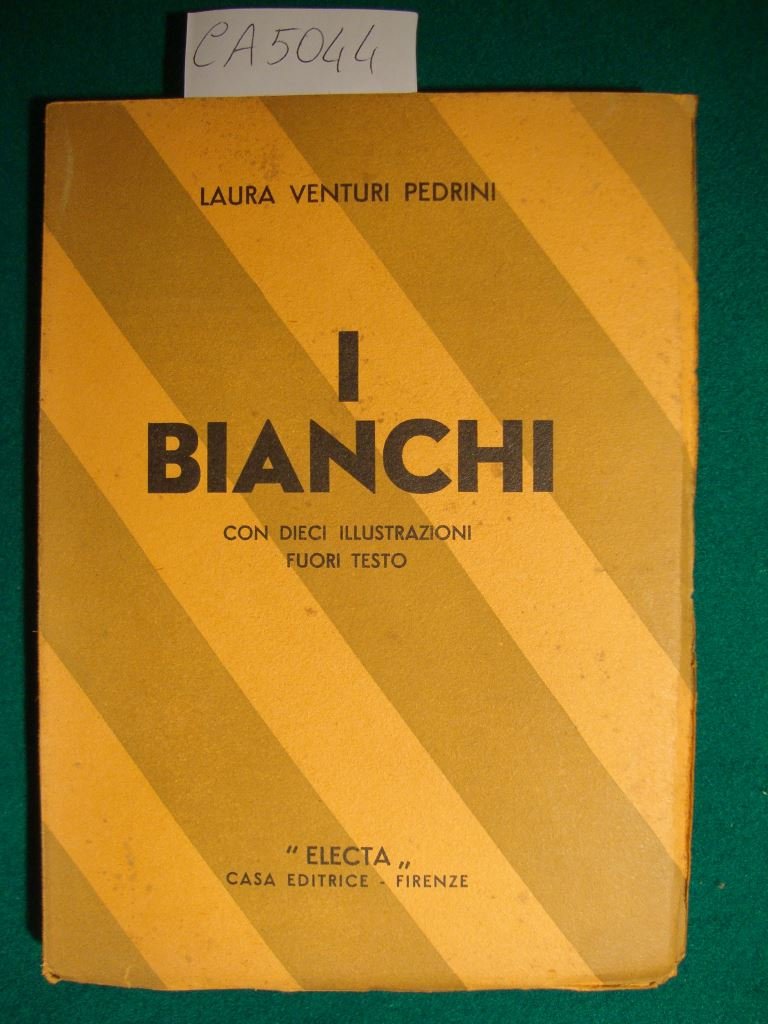 CA5044
LAURA VENTURI PEDRINI
I
BIANCHI
CON DIECI ILLUSTRAZIONI
FUORI TESTO
"ELECTA„
CASA EDITRICE - FIRENZE